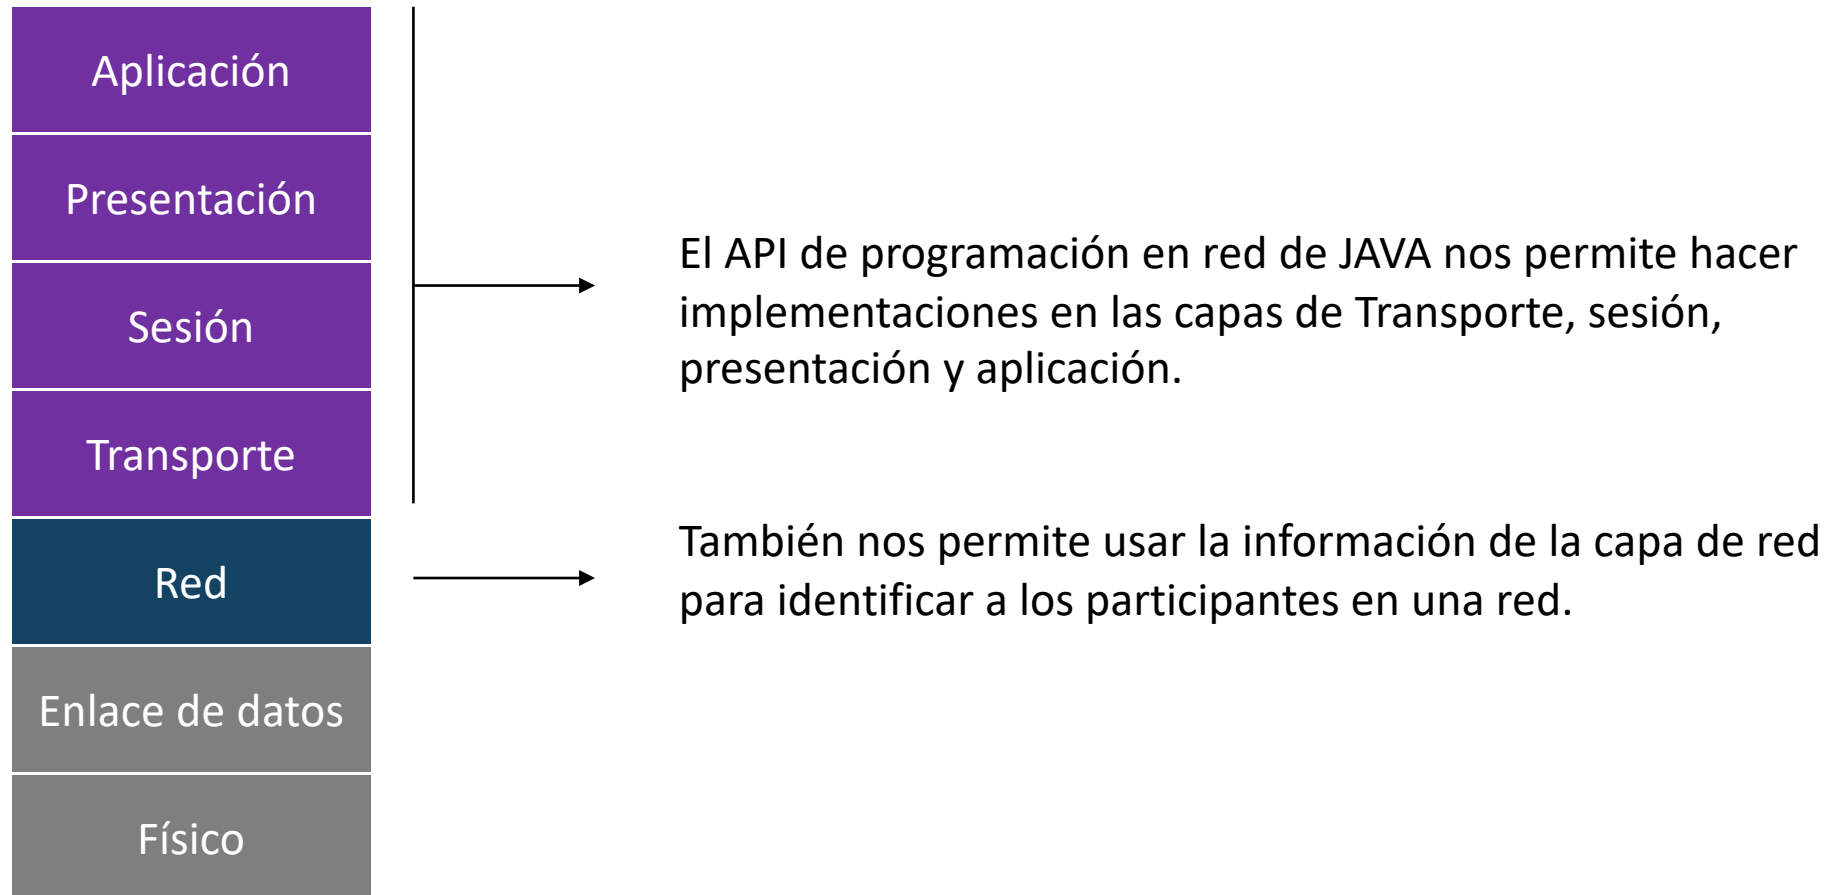 Aplicación
Presentación
Sesión
Transporte
Red
Enlace de datos
Físico
El API de programación en red de JAVA nos permite hacer
implementaciones en las capas de Transporte, sesión,
presentación y aplicación.
También nos permite usar la información de la capa de red
para identificar a los participantes en una red.